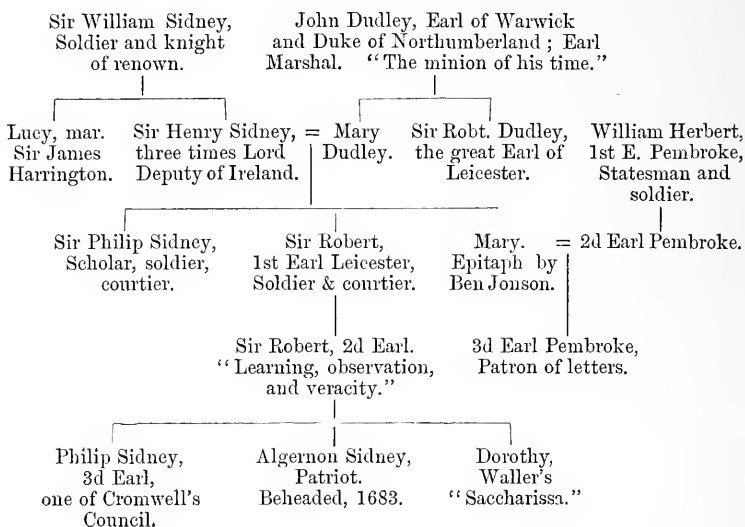 Sir William Sidney,
Soldier and knight
of renown.
John Dudley, Earl of Warwick
and Duke of Northumberland ; Earl
Marshal. “The minion of his time.”
Lucy, mar.
Sir James
Harrington.
Sir Henry Sidney,
three times Lord
Deputy of Ireland.
=
Mary
Dudley.
Sir Robt. Dudley,
the great Earl of
Leicester.
William Herbert,
1st E. Pembroke,
Statesman and
soldier.
Sir Philip Sidney,
Scholar, soldier,
courtier.
Sir Robert,
1st Earl Leicester,
Soldier & courtier.
Mary.
Epitaph by
Ben Jonson.
= 2d Earl Pembroke.
Sir Robert, 2d Earl.
“Learning, observation,
and veracity.”
3d Earl Pembroke,
Patron of letters.
Philip Sidney,
3d Earl,
one of Cromwell's
Council.
Algernon Sidney,
Patriot.
Beheaded, 1683.
Dorothy,
Waller's
“Saccharissa.”